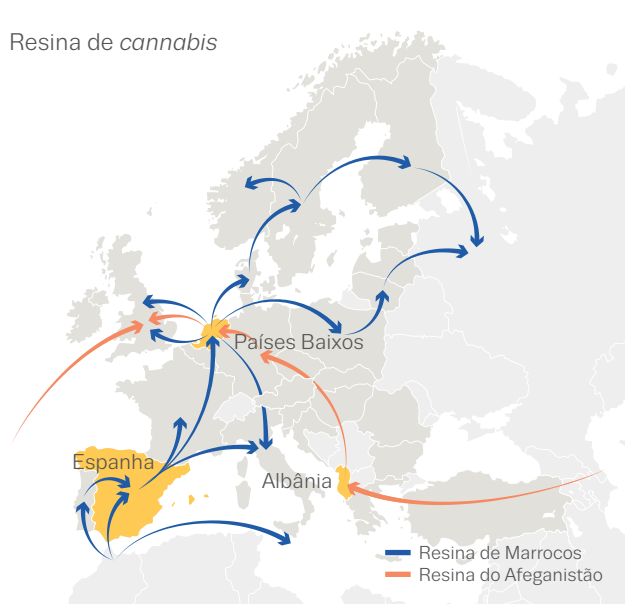 Resina de cannabis
Países Baixos
Espanha
Albânia
Resina de Marrocos
Resina do Afeganistão